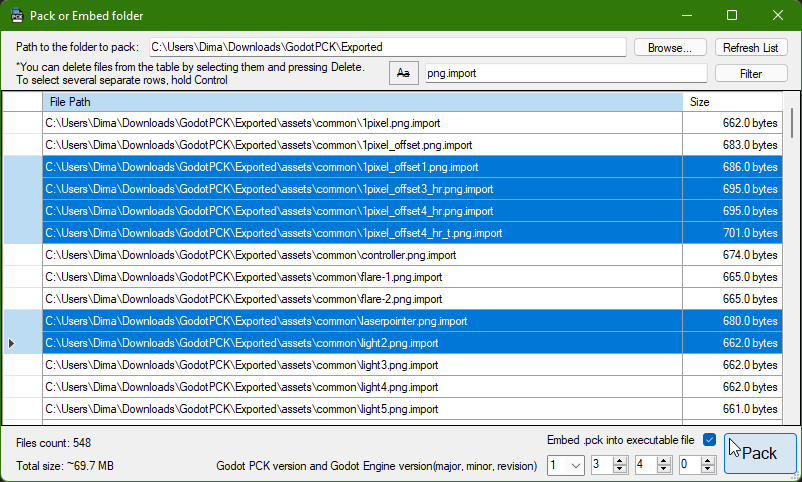 PCK
Pack or Embed folder
Path to the folder to pack: C:\Users\Dima\Downloads\GodotPCK\Exported Browse... Refresh List
*You can delete files from the table by selecting them and pressing Delete.
To select several separate rows, hold Control
Aa png.import Filter
File Path Size
C:\Users\Dima\Downloads\GodotPCK\Exported\assets\common\1pixel.png.import 662.0 bytes
C:\Users\Dima\Downloads\GodotPCK\Exported\assets\common\1pixel_offset.png.import 683.0 bytes
C:\Users\Dima\Downloads\GodotPCK\Exported\assets\common\1pixel_offset1.png.import 686.0 bytes
C:\Users\Dima\Downloads\GodotPCK\Exported\assets\common\1pixel_offset3_hr.png.import 695.0 bytes
C:\Users\Dima\Downloads\GodotPCK\Exported\assets\common\1pixel_offset4_hr.png.import 695.0 bytes
C:\Users\Dima\Downloads\GodotPCK\Exported\assets\common\1pixel_offset4_hr_t.png.import 701.0 bytes
C:\Users\Dima\Downloads\GodotPCK\Exported\assets\common\controller.png.import 674.0 bytes
C:\Users\Dima\Downloads\GodotPCK\Exported\assets\common\flare-1.png.import 665.0 bytes
C:\Users\Dima\Downloads\GodotPCK\Exported\assets\common\flare-2.png.import 665.0 bytes
C:\Users\Dima\Downloads\GodotPCK\Exported\assets\common\laserpointer.png.import 680.0 bytes
C:\Users\Dima\Downloads\GodotPCK\Exported\assets\common\light2.png.import 662.0 bytes
C:\Users\Dima\Downloads\GodotPCK\Exported\assets\common\light3.png.import 662.0 bytes
C:\Users\Dima\Downloads\GodotPCK\Exported\assets\common\light4.png.import 662.0 bytes
C:\Users\Dima\Downloads\GodotPCK\Exported\assets\common\light5.png.import 661.0 bytes
Files count: 548 Embed .pck into executable file
Total size: ~69.7 MB Godot PCK version and Godot Engine version(major, minor, revision) 1 3 4 0 Pack